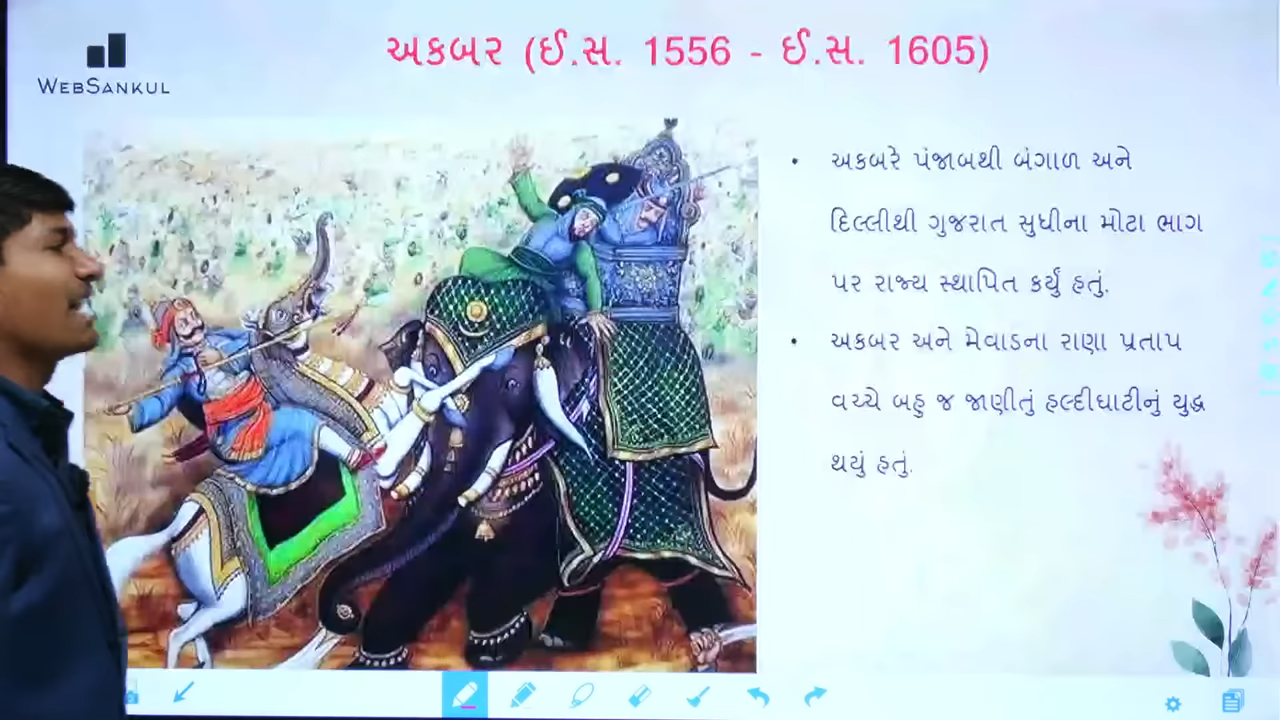 WEBSANKUL
અકબર (ઈ.સ. 1556 - ઈ.સ. 1605)
• અકબરે પંજાબથી બંગાળ અને
દિલ્લીથી ગુજરાત સુધીના મોટા ભાગ
પર રાજ્ય સ્થાપિત કર્યું હતું.
• અકબર અને મેવાડના રાણા પ્રતાપ
વચ્ચે બહુ જ જાણીતું હલ્દીઘાટીનું યુદ્ધ
થયું હતું.